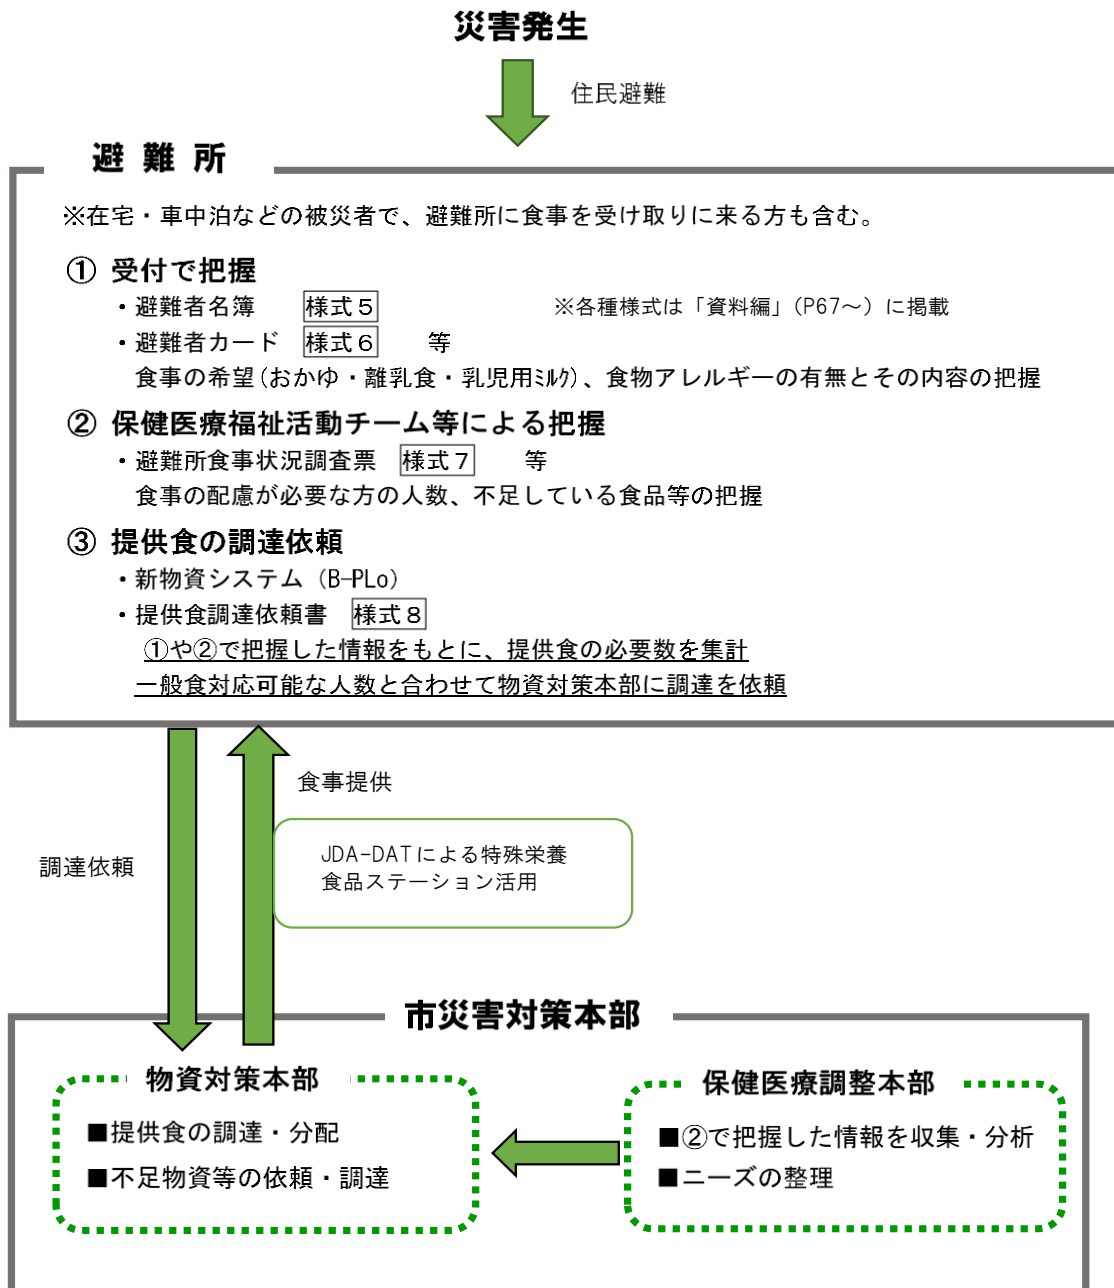 災害発生
住民避難
避 難 所
※在宅・車中泊などの被災者で、避難所に食事を受け取りに来る方も含む。
① 受付で把握
・避難者名簿　様式５　※各種様式は「資料編」(P67～）に掲載
・避難者カード　様式６　等
食事の希望(おかゆ・離乳食・乳児用ﾐﾙｸ)、食物アレルギーの有無とその内容の把握
② 保健医療福祉活動チーム等による把握
・避難所食事状況調査票　様式７　等
食事の配慮が必要な方の人数、不足している食品等の把握
③ 提供食の調達依頼
・新物資システム（B-PLo）
・提供食調達依頼書　様式８
①や②で把握した情報をもとに、提供食の必要数を集計
一般食対応可能な人数と合わせて物資対策本部に調達を依頼
食事提供
JDA-DATによる特殊栄養
食品ステーション活用
調達依頼
市災害対策本部
物資対策本部
■提供食の調達・分配
■不足物資等の依頼・調達
保健医療調整本部
■②で把握した情報を収集・分析
■ニーズの整理